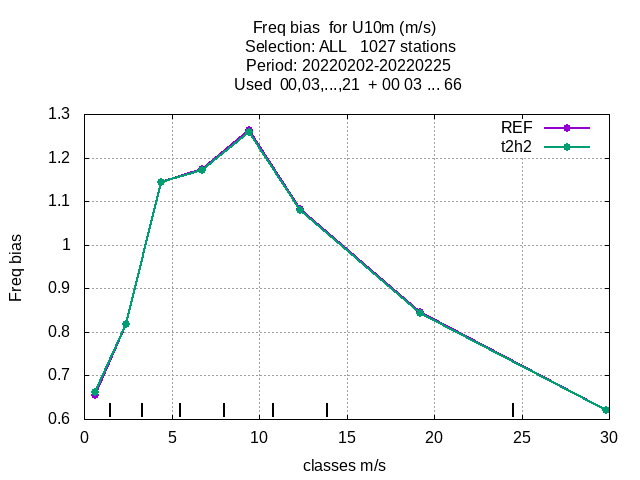 Freq bias  for U10m (m/s)
Selection: ALL   1027 stations
Period: 20220202-20220225
Used  00,03,...,21  + 00 03 ... 66
REF
t2h2
1.3
1.2
1.1
1
0.9
0.8
0.7
0.6
Freq bias
0 5 10 15 20 25 30
classes m/s